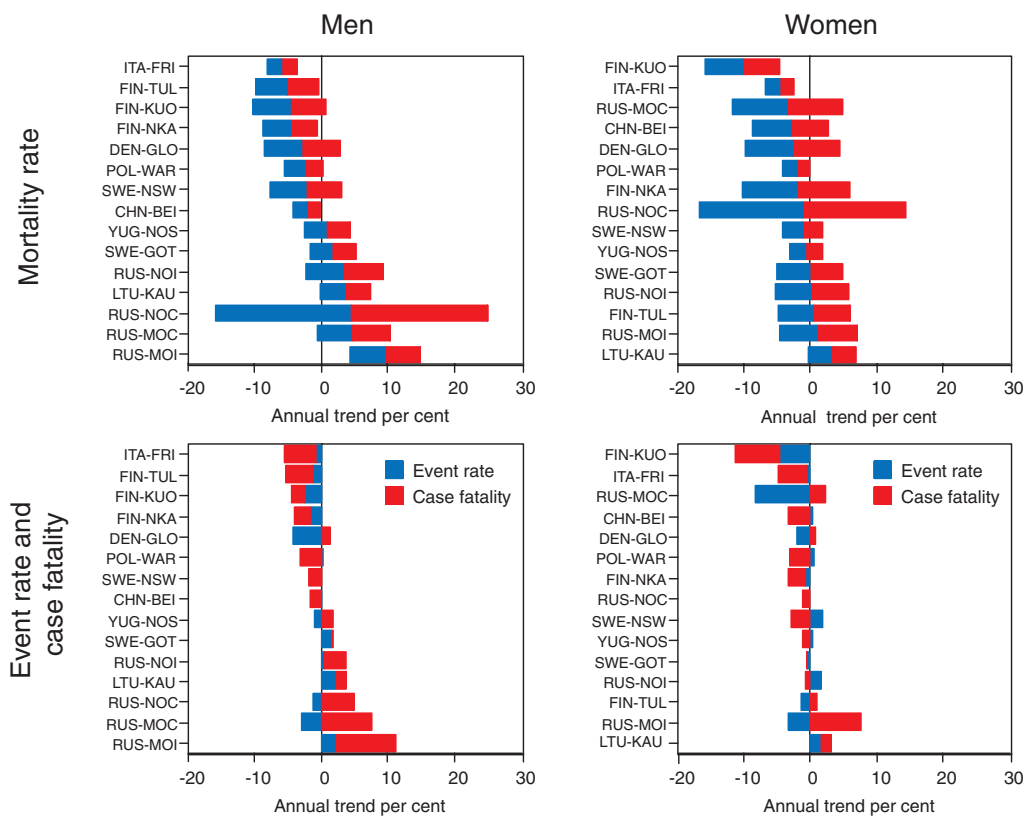 Men
Women
Mortality rate
ITA-FRI
FIN-TUL
FIN-KUO
FIN-NKA
DEN-GLO
POL-WAR
SWE-NSW
CHN-BEI
YUG-NOS
SWE-GOT
RUS-NOI
LTU-KAU
RUS-NOC
RUS-MOC
RUS-MOI
-20 -10 0 10 20 30
Annual trend per cent
FIN-KUO
ITA-FRI
RUS-MOC
CHN-BEI
DEN-GLO
POL-WAR
FIN-NKA
RUS-NOC
SWE-NSW
YUG-NOS
SWE-GOT
RUS-NOI
FIN-TUL
RUS-MOI
LTU-KAU
-20 -10 0 10 20 30
Annual trend per cent
Event rate and
case fatality
ITA-FRI
FIN-TUL
FIN-KUO
FIN-NKA
DEN-GLO
POL-WAR
SWE-NSW
CHN-BEI
YUG-NOS
SWE-GOT
RUS-NOI
LTU-KAU
RUS-NOC
RUS-MOC
RUS-MOI
Event rate
Case fatality
-20 -10 0 10 20 30
Annual trend per cent
FIN-KUO
ITA-FRI
RUS-MOC
CHN-BEI
DEN-GLO
POL-WAR
FIN-NKA
RUS-NOC
SWE-NSW
YUG-NOS
SWE-GOT
RUS-NOI
FIN-TUL
RUS-MOI
LTU-KAU
Event rate
Case fatality
-20 -10 0 10 20 30
Annual trend per cent